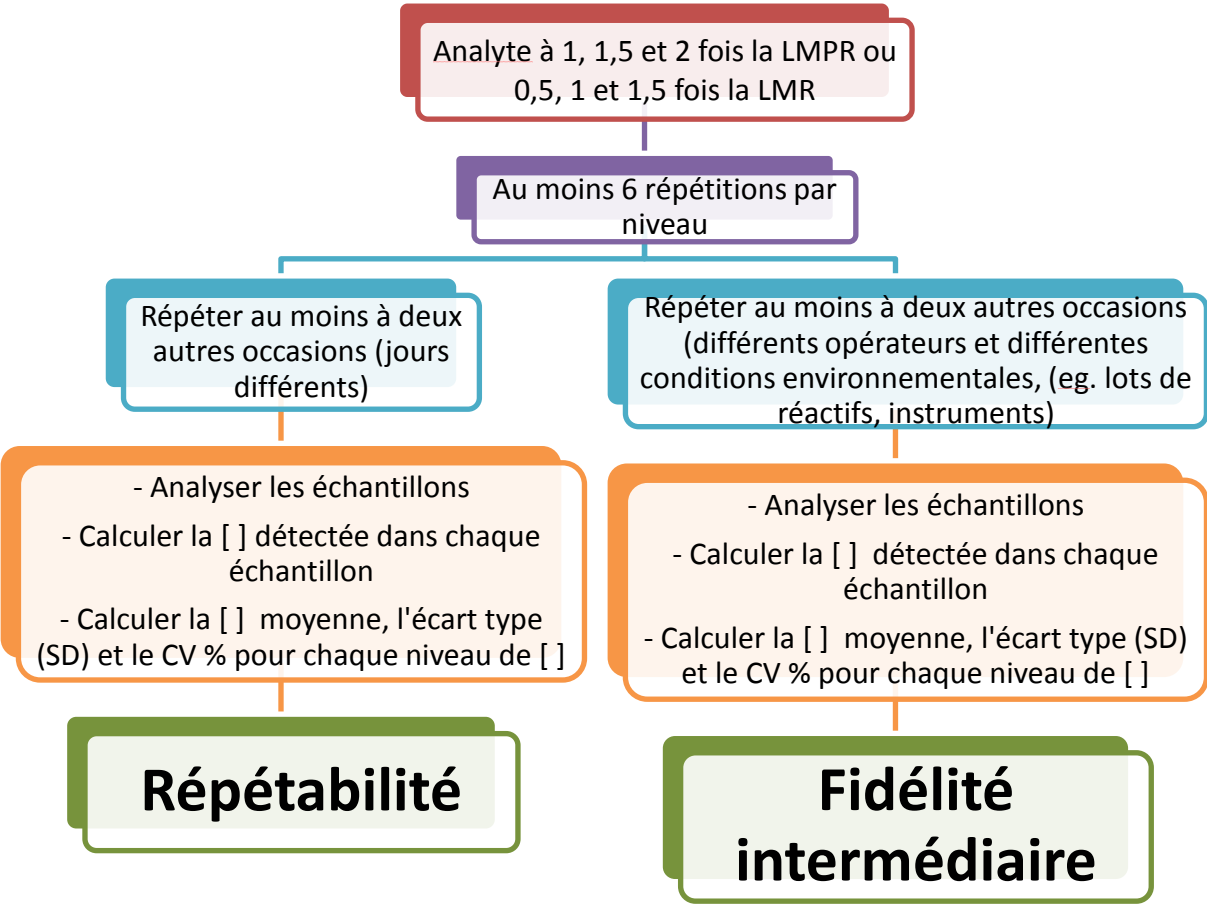 Analyte à 1, 1,5 et 2 fois la LMPR ou
0,5, 1 et 1,5 fois la LMR
Au moins 6 répétitions par
niveau
Répéter au moins à deux
autres occasions (jours
différents)
Répéter au moins à deux autres occasions
(différents opérateurs et différentes
conditions environnementales, (eg. lots de
réactifs, instruments)
- Analyser les échantillons
- Calculer la [ ] détectée dans chaque
échantillon
- Calculer la [ ] moyenne, l'écart type
(SD) et le CV % pour chaque niveau de [ ]
- Analyser les échantillons
- Calculer la [ ] détectée dans chaque
échantillon
- Calculer la [ ] moyenne, l'écart type (SD)
et le CV % pour chaque niveau de [ ]
Répétabilité
Fidélité
intermédiaire